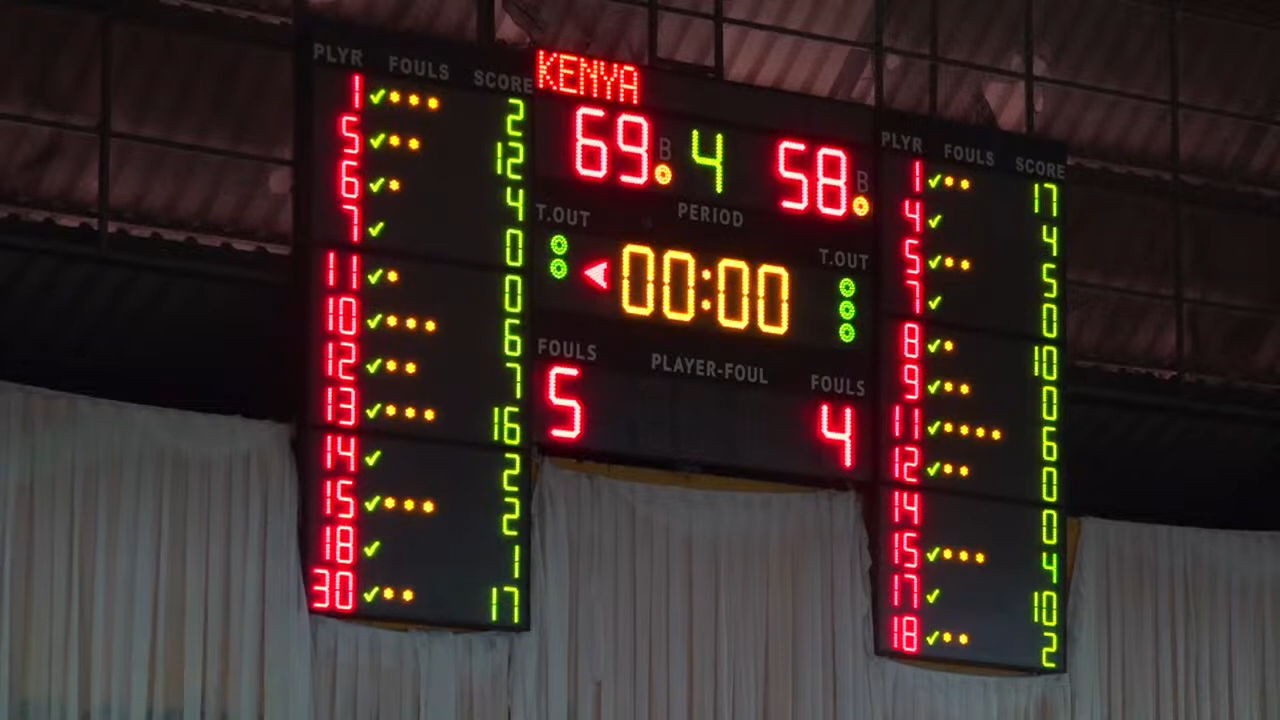 PLYR FOULS SCORE
1 ✓*** 2
5 ✓** 12
6 ✓* 4
7 ✓ 0
11 ✓* 0
10 ✓*** 6
12 ✓** 7
13 ✓*** 16
14 ✓ 2
15 ✓*** 2
18 ✓ 1
30 ✓** 17
KENYA
69 B 4 58 B
PERIOD
T.OUT T.OUT
00:00
FOULS PLAYER-FOUL FOULS
5 4
PLYR FOULS SCORE
1 ✓** 17
4 ✓ 4
5 ✓** 5
7 ✓ 0
8 ✓* 10
9 ✓** 0
11 ✓**** 6
12 ✓** 0
14 0
15 ✓*** 4
17 ✓ 10
18 ✓** 2